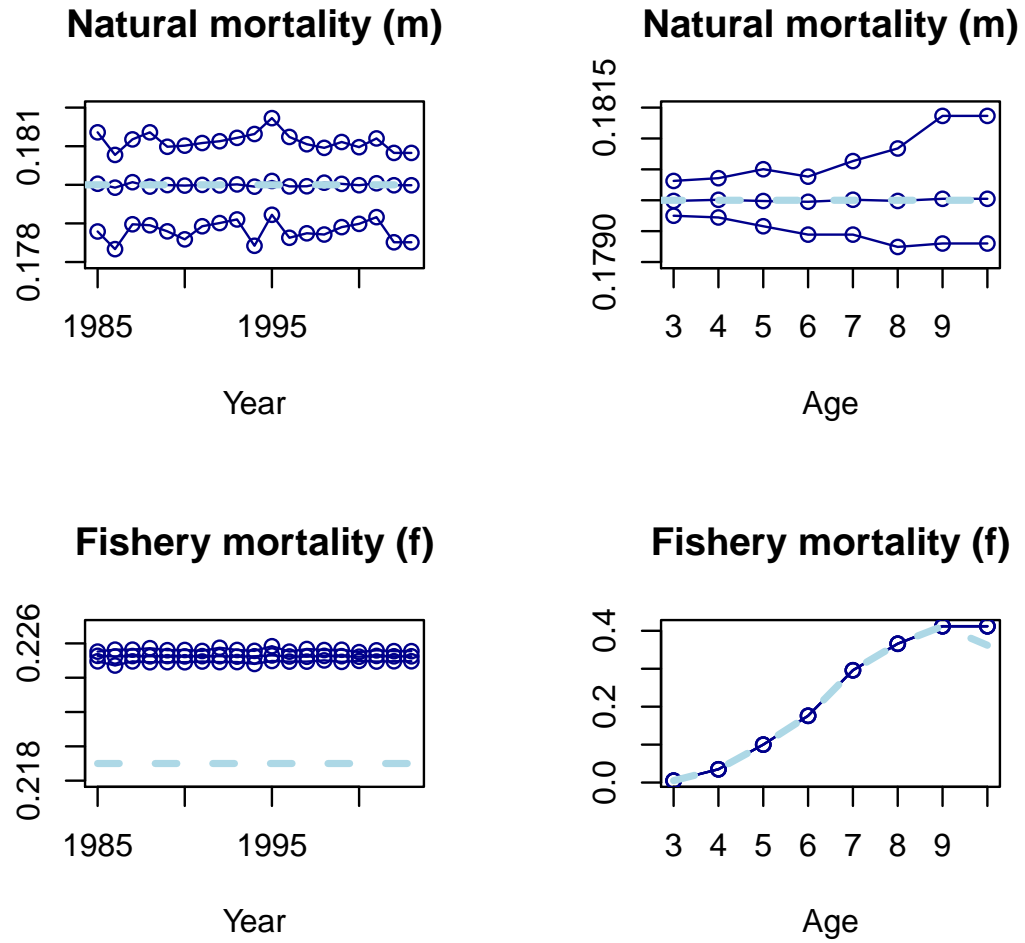 Natural mortality (m)
0.181
0.178
1985 1995
Year
Natural mortality (m)
0.1815
0.1790
3 4 5 6 7 8 9
Age
Fishery mortality (f)
0.226
0.218
1985 1995
Year
Fishery mortality (f)
0.4
0.2
0.0
3 4 5 6 7 8 9
Age